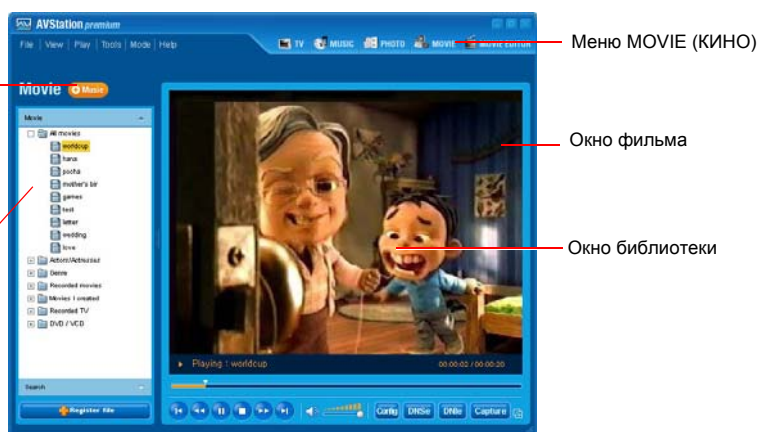 AVStation premium
File View Play Tools Mode Help
TV MUSIC PHOTO MOVIE MOVIE EDITOR
Меню MOVIE (КИНО)
Movie Music
Movie
All movies
worldcup
hana
pooha
mother's bir
games
test
letter
wedding
love
Actors/Actresses
Genre
Recorded movies
Movies I created
Recorded TV
DVD / VCD
Search
Register file
Окно фильма
Окно библиотеки
Playing : worldcup 00:00:02 / 00:00:20
Config DNSe DNIe Capture